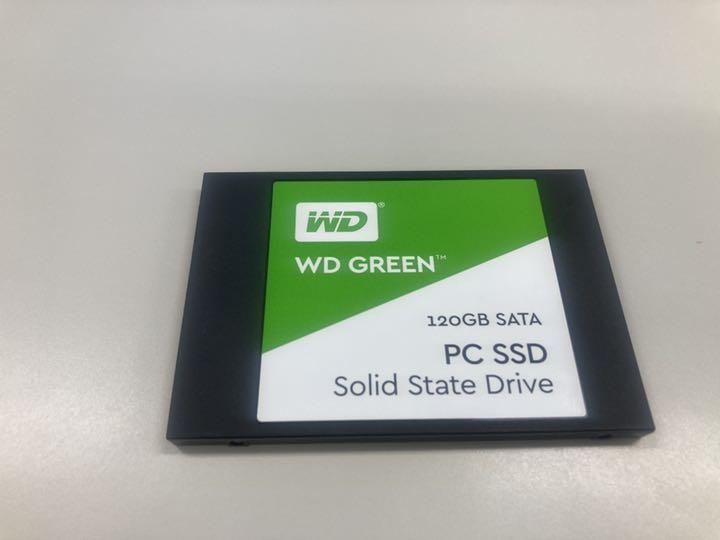 WD®
WD GREEN™
120GB SATA
PC SSD
Solid State Drive